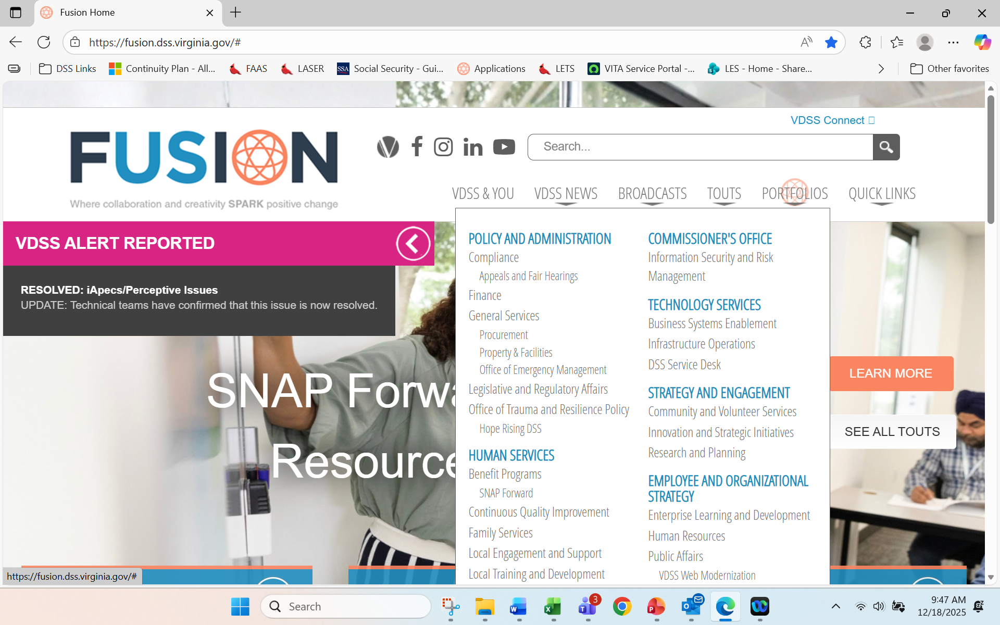 Fusion Home
https://fusion.dss.virginia.gov/#
DSS Links
Continuity Plan - All...
FAAS
LASER
SSA
Social Security - Gui...
Applications
LETS
VITA Service Portal -...
LES - Home - Share...
Other favorites
VDSS Connect
FUSION
Where collaboration and creativity SPARK positive change
Search...
VDSS & YOU
VDSS NEWS
BROADCASTS
TOUTS
PORTFOLIOS
QUICK LINKS
VDSS ALERT REPORTED
RESOLVED: iApecs/Perceptive Issues
UPDATE: Technical teams have confirmed that this issue is now resolved.
SNAP Forwa
Resource
POLICY AND ADMINISTRATION
Compliance
Appeals and Fair Hearings
Finance
General Services
Procurement
Property & Facilities
Office of Emergency Management
Legislative and Regulatory Affairs
Office of Trauma and Resilience Policy
Hope Rising DSS
HUMAN SERVICES
Benefit Programs
SNAP Forward
Continuous Quality Improvement
Family Services
Local Engagement and Support
Local Training and Development
COMMISSIONER'S OFFICE
Information Security and Risk
Management
TECHNOLOGY SERVICES
Business Systems Enablement
Infrastructure Operations
DSS Service Desk
STRATEGY AND ENGAGEMENT
Community and Volunteer Services
Innovation and Strategic Initiatives
Research and Planning
EMPLOYEE AND ORGANIZATIONAL
STRATEGY
Enterprise Learning and Development
Human Resources
Public Affairs
VDSS Web Modernization
LEARN MORE
SEE ALL TOUTS
https://fusion.dss.virginia.gov/#
Search
3
9:47 AM
12/18/2025